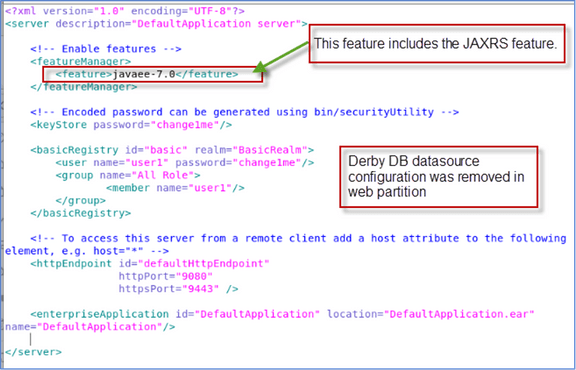 <?xml version="1.0" encoding="UTF-8"?>
<server description="DefaultApplication server">
<!-- Enable features -->
<featureManager>
<feature>javaee-7.0</feature>
</featureManager>
This feature includes the JAXRS feature.
<!-- Encoded password can be generated using bin/securityUtility -->
<keyStore password="change1me"/>
<basicRegistry id="basic" realm="BasicRealm">
<user name="user1" password="change1me"/>
<group name="All Role">
<member name="user1"/>
</group>
</basicRegistry>
Derby DB datasource
configuration was removed in
web partition
<!-- To access this server from a remote client add a host attribute to the following
element, e.g. host="*" -->
<httpEndpoint id="defaultHttpEndpoint"
httpPort="9080"
httpsPort="9443" />
<enterpriseApplication id="DefaultApplication" location="DefaultApplication.ear"
name="DefaultApplication"/>
</server>